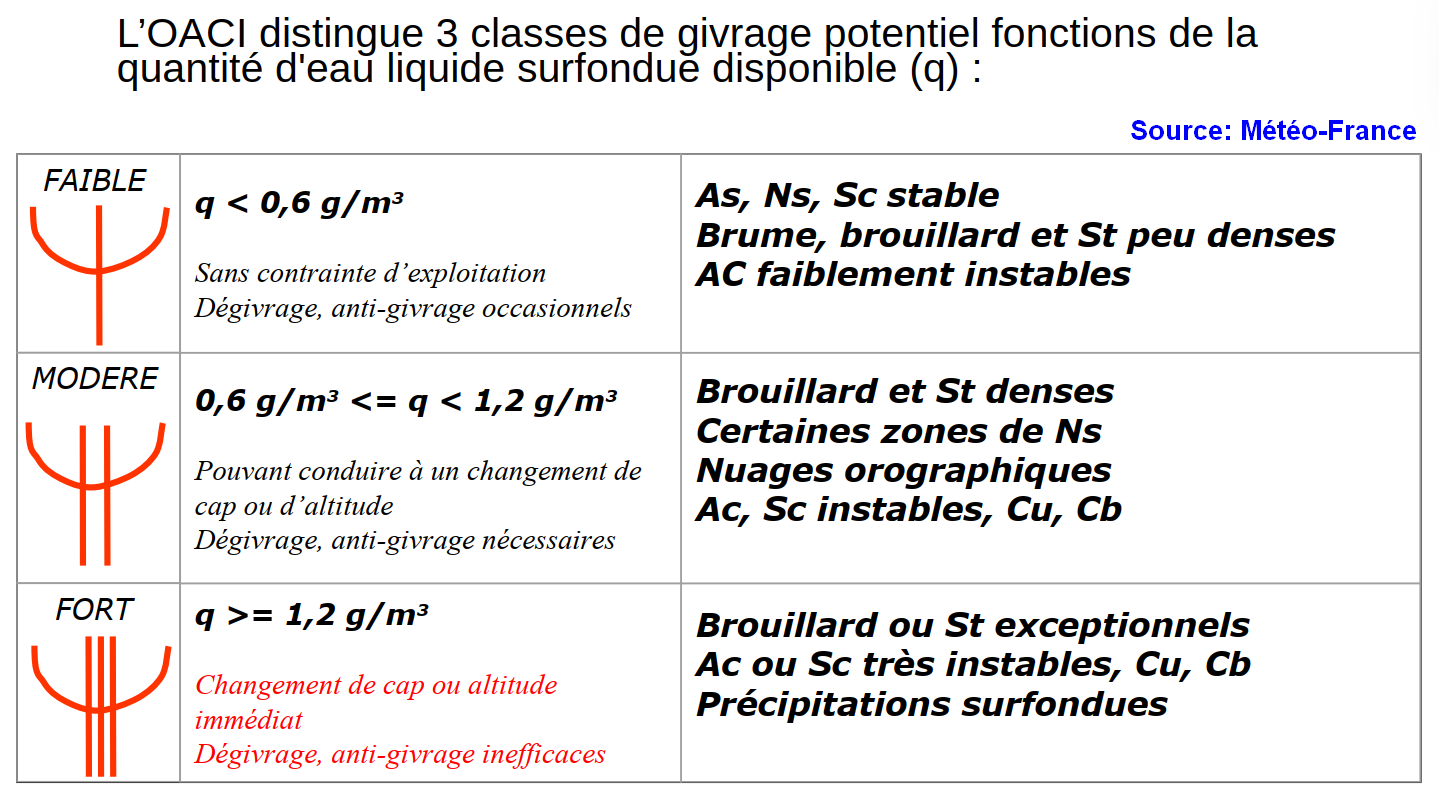 L’OACI distingue 3 classes de givrage potentiel fonctions de la
quantité d'eau liquide surfondue disponible (q) :
Source: Météo-France
FAIBLE
q < 0,6 g/m³
Sans contrainte d’exploitation
Dégivrage, anti-givrage occasionnels
As, Ns, Sc stable
Brume, brouillard et St peu denses
AC faiblement instables
MODERE
0,6 g/m³ <= q < 1,2 g/m³
Pouvant conduire à un changement de
cap ou d’altitude
Dégivrage, anti-givrage nécessaires
Brouillard et St denses
Certaines zones de Ns
Nuages orographiques
Ac, Sc instables, Cu, Cb
FORT
q >= 1,2 g/m³
Changement de cap ou altitude
immédiat
Dégivrage, anti-givrage inefficaces
Brouillard ou St exceptionnels
Ac ou Sc très instables, Cu, Cb
Précipitations surfondues